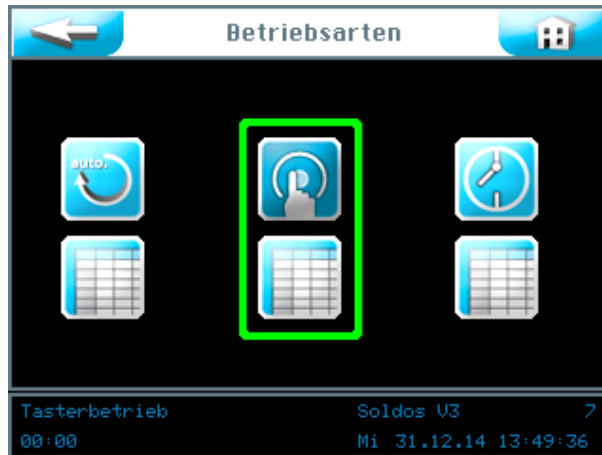 Betriebsarten
auto.
Tasterbetrieb Soldos V3 7
00:00 Mi 31.12.14 13:49:36